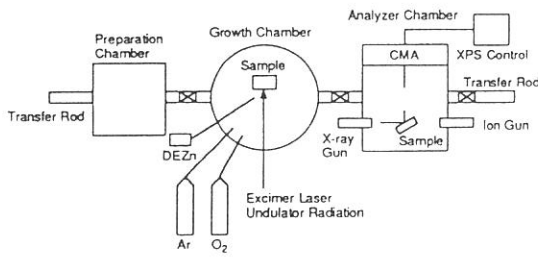 Analyzer Chamber
Growth Chamber
Preparation
Chamber
Sample
CMA
XPS Control
Transfer Rod
Transfer Rod
DEZn
X-ray
Gun
Sample
Ion Gun
Excimer Laser
Undulator Radiation
Ar
O₂